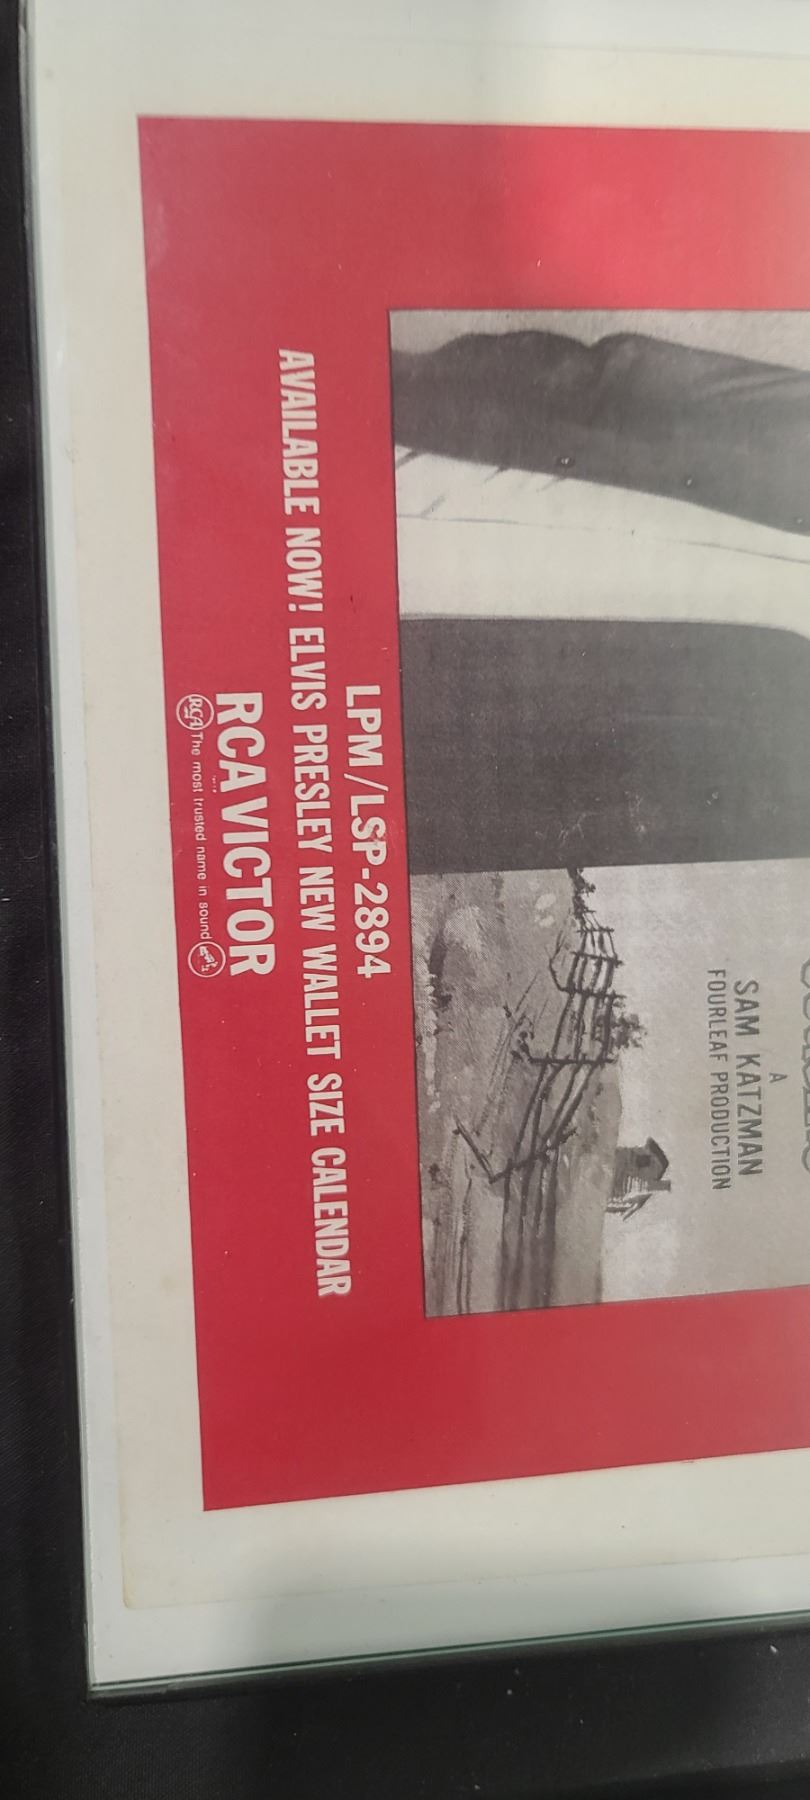 A
SAM KATZMAN
FOURLEAF PRODUCTION
LPM/LSP-2894
AVAILABLE NOW! ELVIS PRESLEY NEW WALLET SIZE CALENDAR
RCA VICTOR
RCA The most trusted name in sound